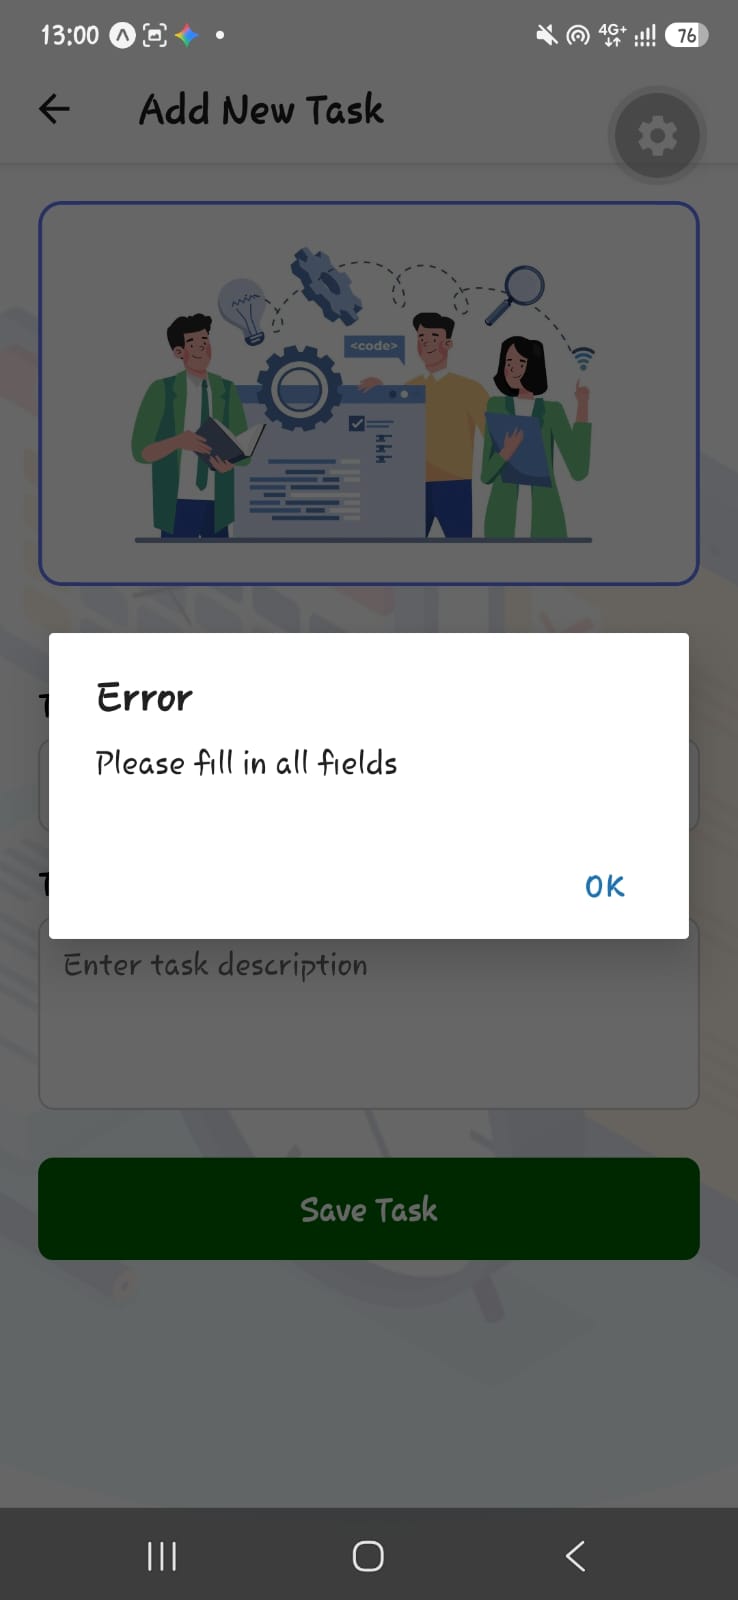 13:00
4G+
76
Add New Task
<code>
Error
Please fill in all fields
OK
Enter task description
Save Task